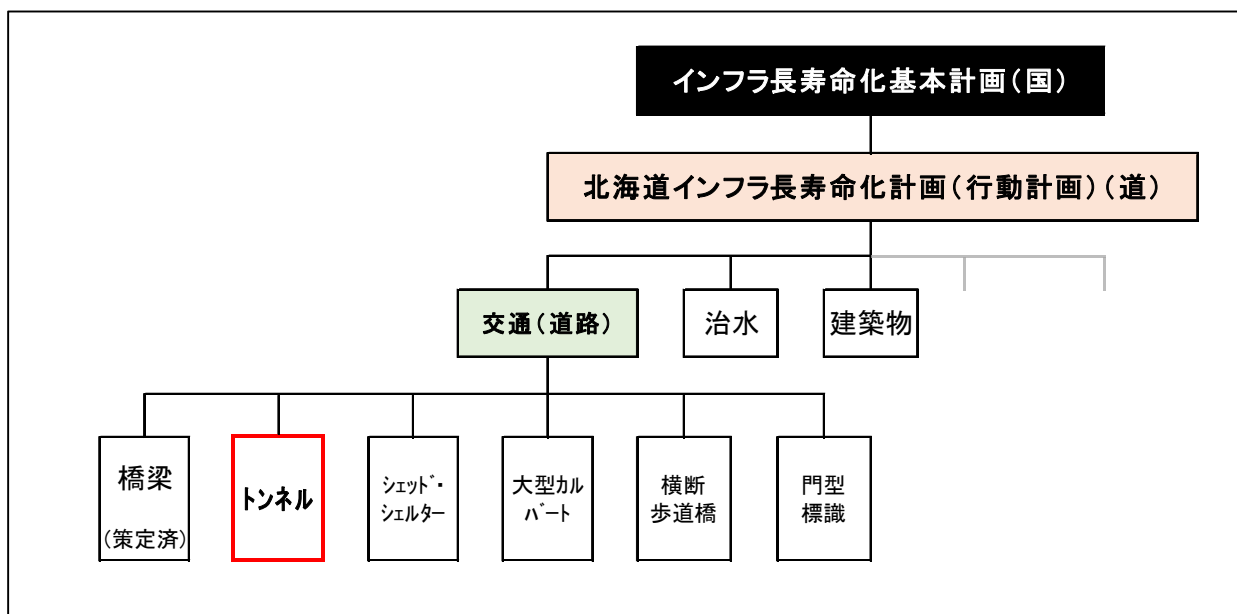 インフラ長寿命化基本計画(国)
北海道インフラ長寿命化計画(行動計画)(道)
交通(道路)
治水
建築物
橋梁
(策定済)
トンネル
ｼｪｯﾄﾞ・
ｼｪﾙﾀｰ
大型ｶﾙ
ﾊﾞｰﾄ
横断
歩道橋
門型
標識